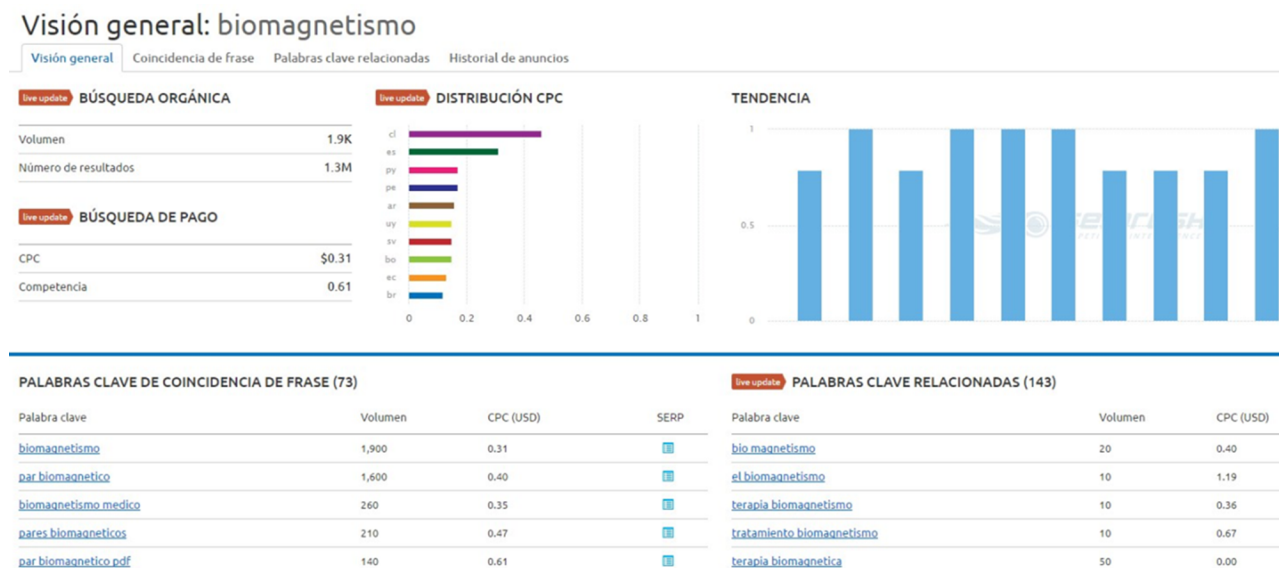 Visión general: biomagnetismo
Visión general Coincidencia de frase Palabras clave relacionadas Historial de anuncios
live update BÚSQUEDA ORGÁNICA
Volumen 1.9K
Número de resultados 1.3M
live update BÚSQUEDA DE PAGO
CPC $0.31
Competencia 0.61
live update DISTRIBUCIÓN CPC
cl
es
py
pe
ar
uy
sv
bo
ec
br
0 0.2 0.4 0.6 0.8 1
TENDENCIA
1
0.5
0
PALABRAS CLAVE DE COINCIDENCIA DE FRASE (73)
Palabra clave Volumen CPC (USD) SERP
biomagnetismo 1,900 0.31
par biomagnetico 1,600 0.40
biomagnetismo medico 260 0.35
pares biomagneticos 210 0.47
par biomagnetico pdf 140 0.61
live update PALABRAS CLAVE RELACIONADAS (143)
Palabra clave Volumen CPC (USD)
bio magnetismo 20 0.40
el biomagnetismo 10 1.19
terapia biomagnetismo 10 0.36
tratamiento biomagnetismo 10 0.67
terapia biomagnetica 50 0.00